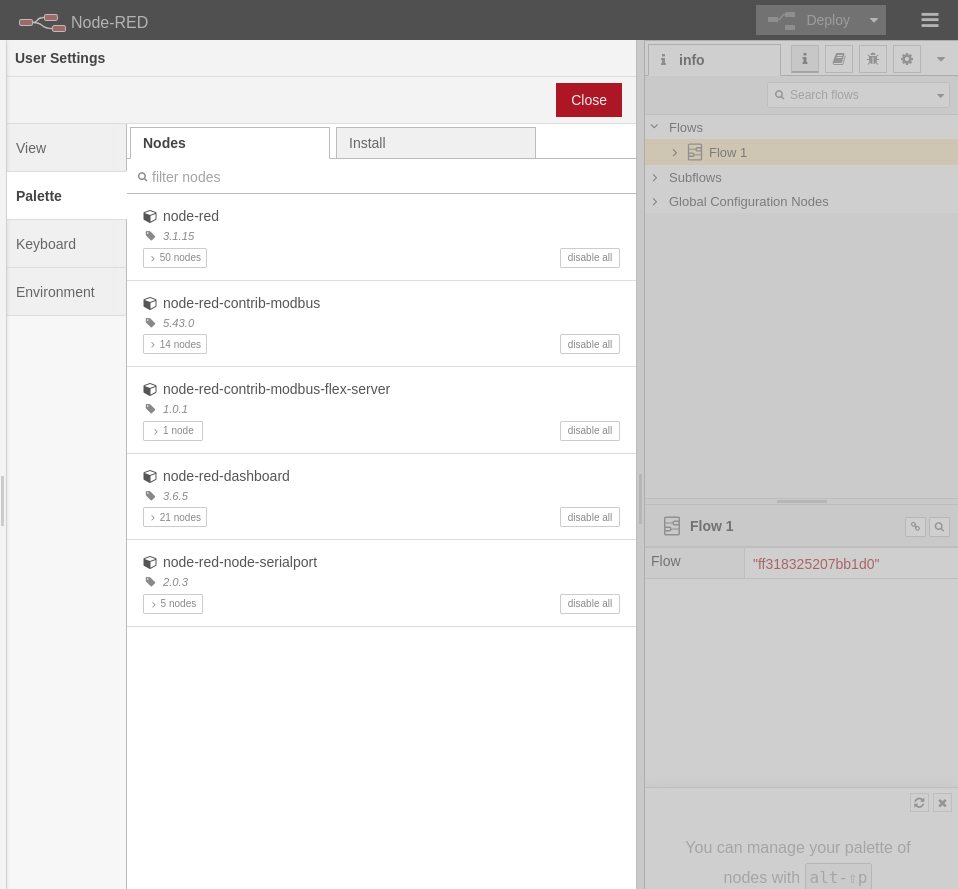 Node-RED
Deploy
User Settings
Close
View
Palette
Keyboard
Environment
Nodes
Install
filter nodes
node-red
3.1.15
50 nodes
disable all
node-red-contrib-modbus
5.43.0
14 nodes
disable all
node-red-contrib-modbus-flex-server
1.0.1
1 node
disable all
node-red-dashboard
3.6.5
21 nodes
disable all
node-red-node-serialport
2.0.3
5 nodes
disable all
info
Search flows
Flows
Flow 1
Subflows
Global Configuration Nodes
Flow 1
Flow "ff318325207bb1d0"
You can manage your palette of
nodes with alt-⇧p